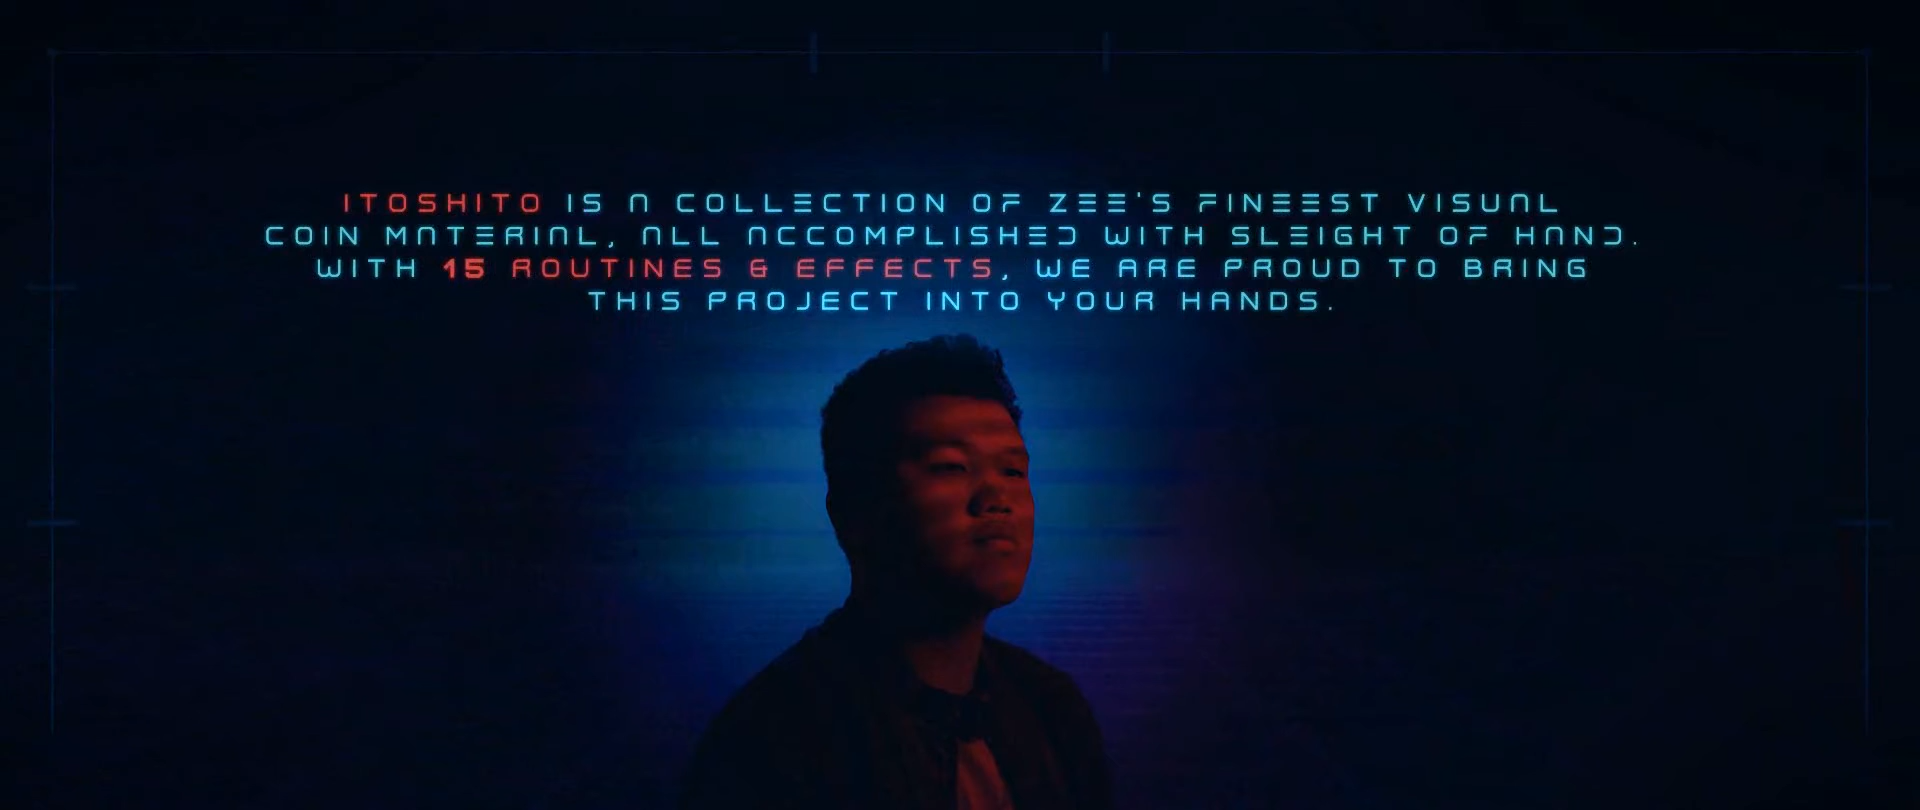 ITOSHITO IS A COLLECTION OF ZEE'S FINEEST VISUAL
COIN MATERIAL, ALL ACCOMPLISHED WITH SLEIGHT OF HAND.
WITH 15 ROUTINES & EFFECTS, WE ARE PROUD TO BRING
THIS PROJECT INTO YOUR HANDS.